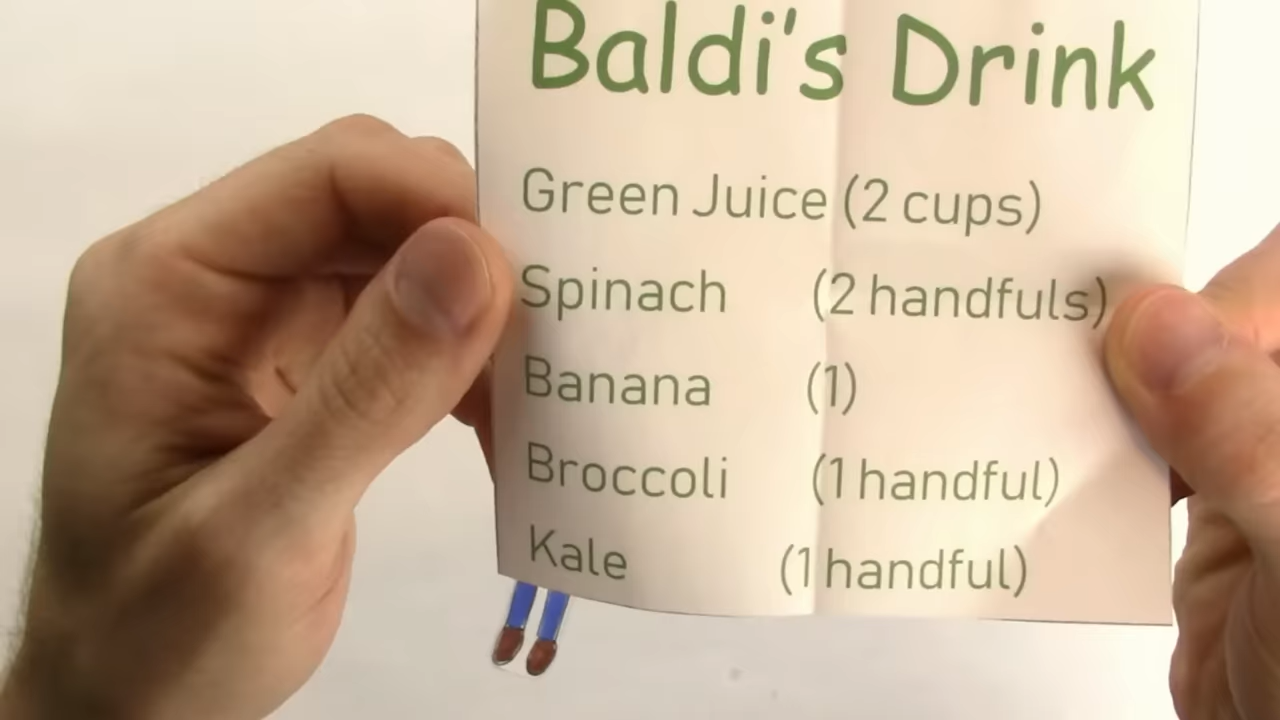 Baldi's Drink
Green Juice (2 cups)
Spinach (2 handfuls)
Banana (1)
Broccoli (1 handful)
Kale (1 handful)